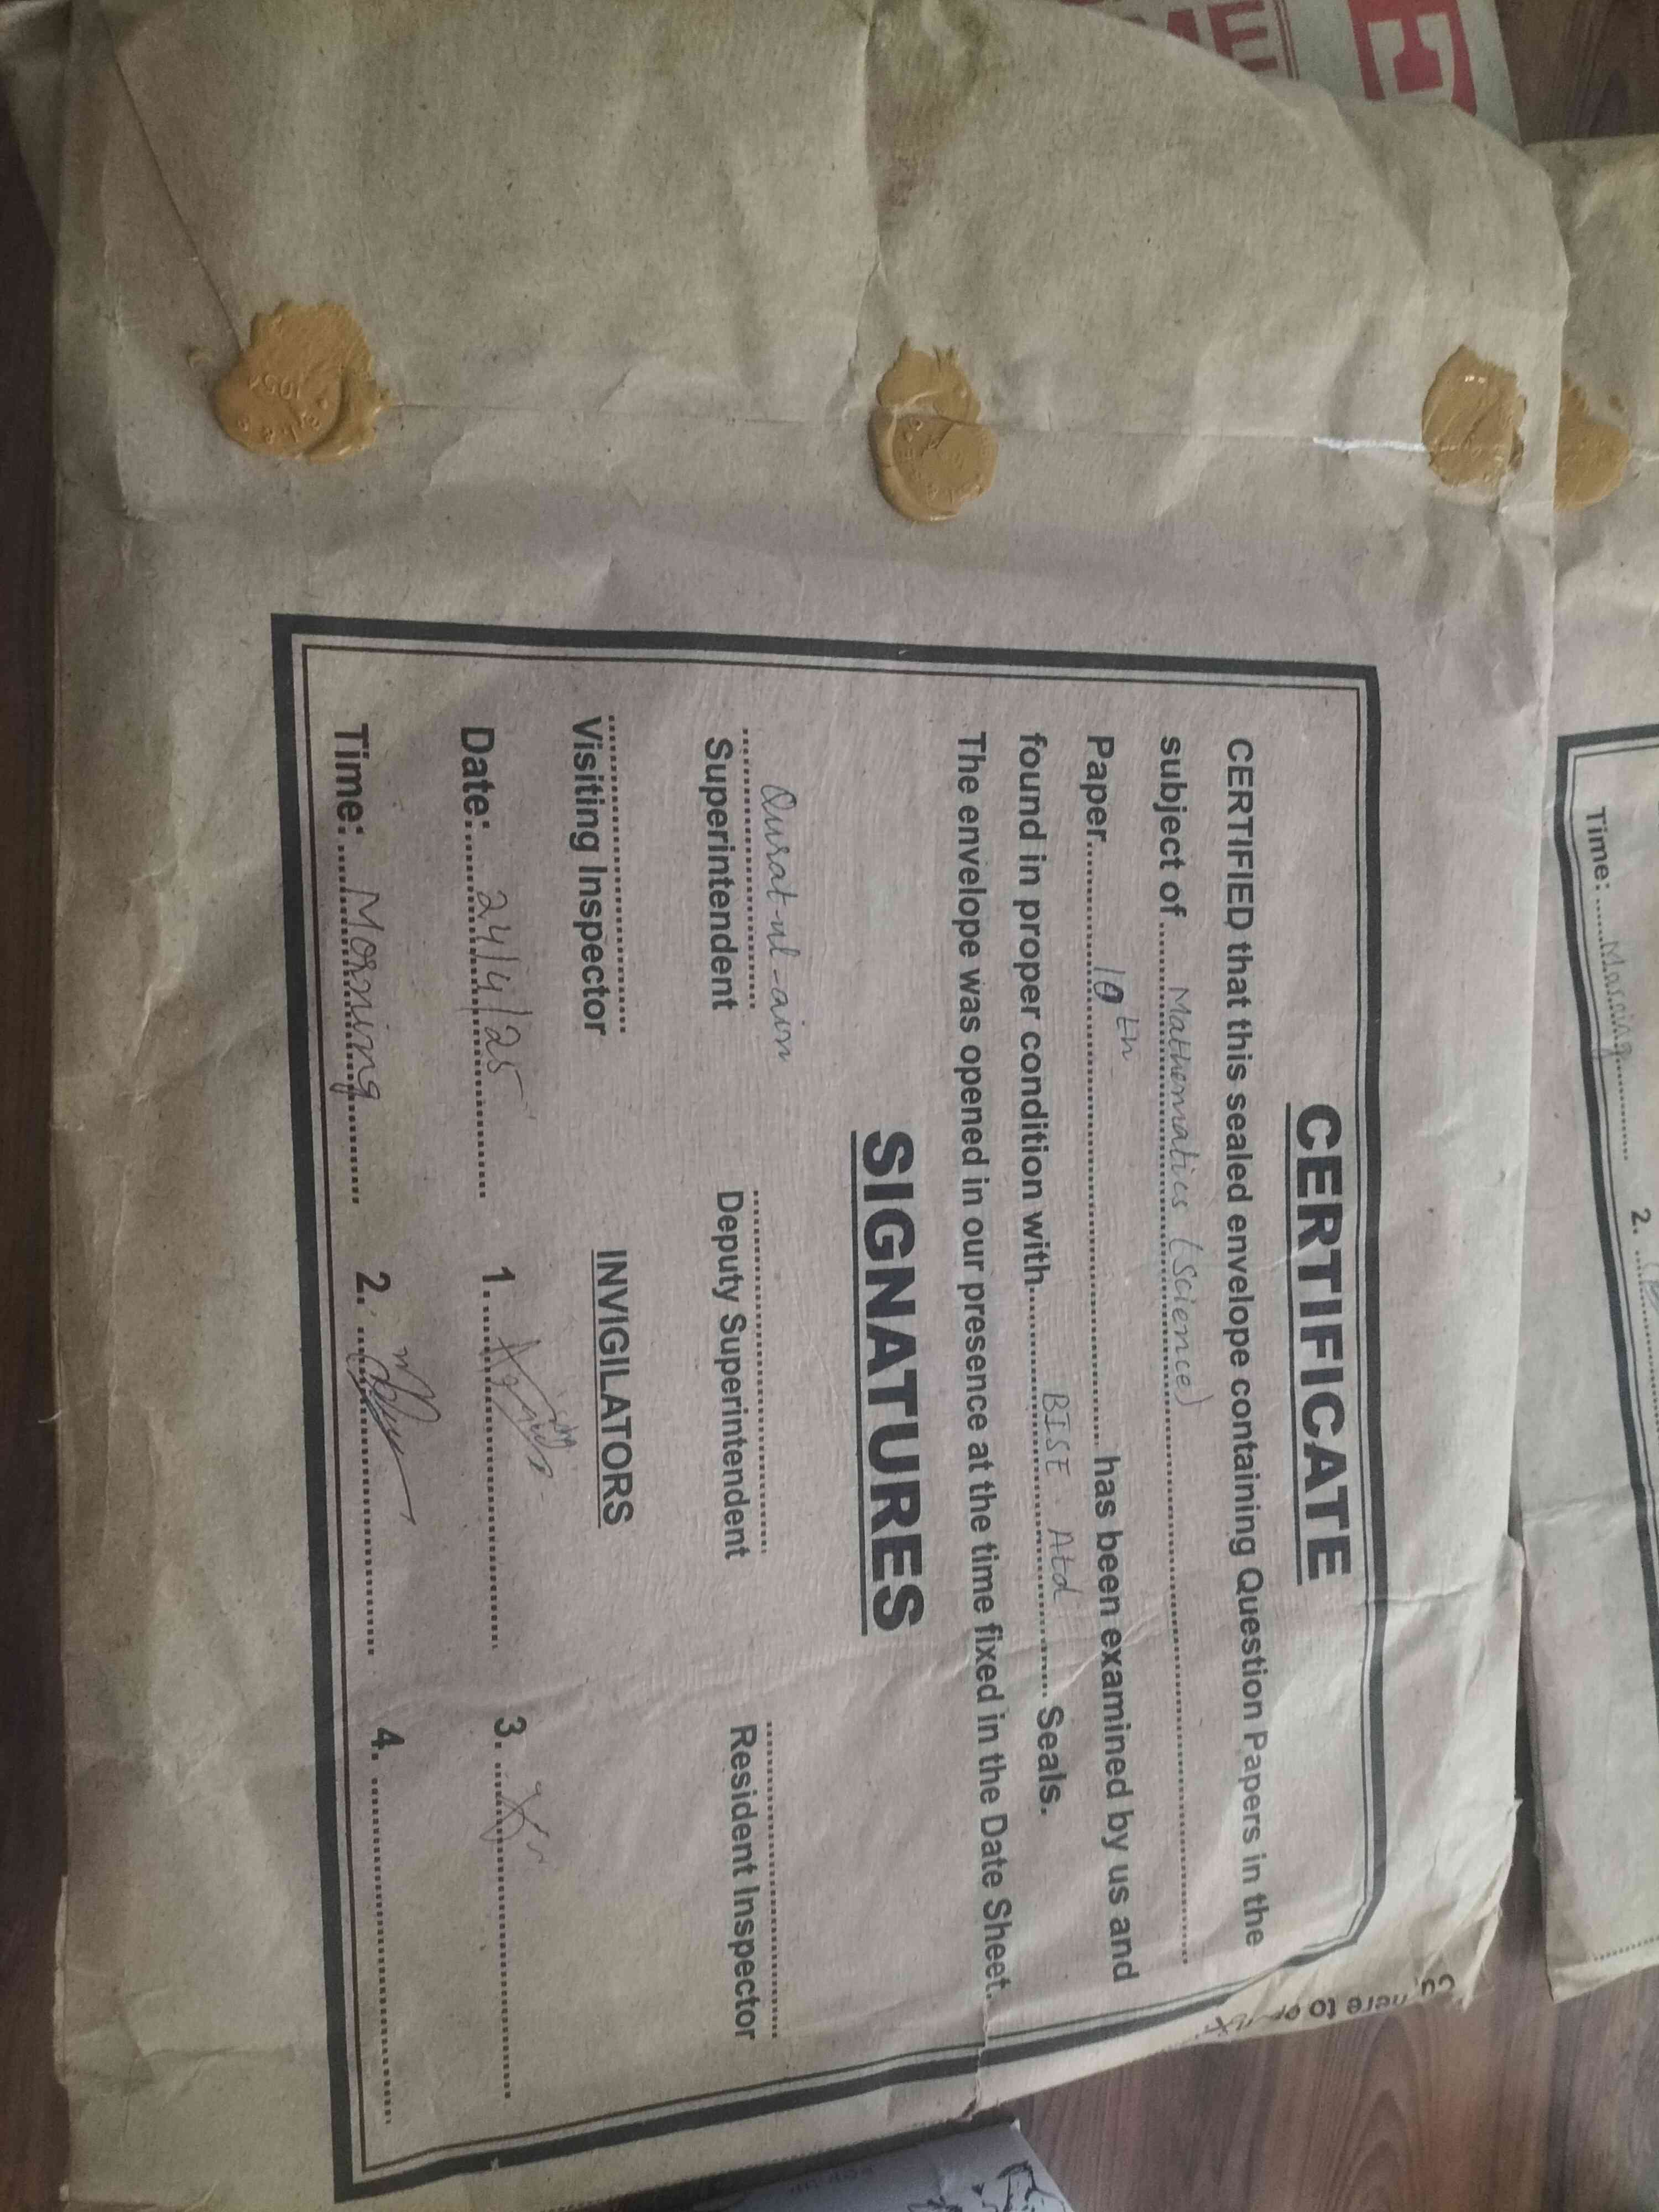 CERTIFICATE
CERTIFIED that this sealed envelope containing Question Papers in the
subject of ..... Mathematics (science) .....
Paper ..... 10th ..... has been examined by us and
found in proper condition with ..... BISE Atd ..... Seals.
The envelope was opened in our presence at the time fixed in the Date Sheet.
SIGNATURES
Qurat-ul-ain
Superintendent Deputy Superintendent Resident Inspector
Visiting Inspector INVIGILATORS
Date: 24/4/25 1. 3.
Time: Morning 2. 4.
Time: Morning 2.
here to